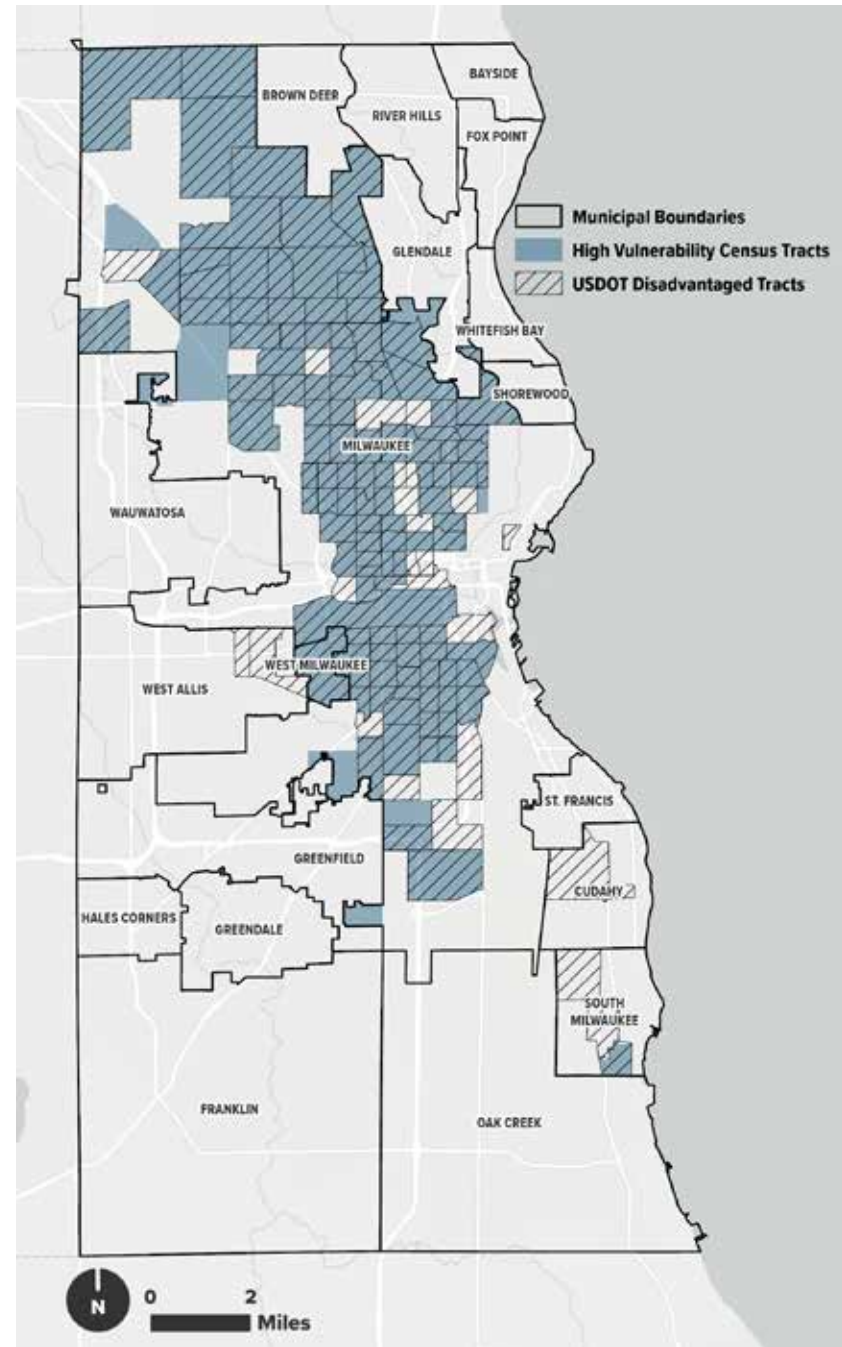 BAYSIDE
BROWN DEER
RIVER HILLS
FOX POINT
Municipal Boundaries
High Vulnerability Census Tracts
GLENDALE
USDOT Disadvantaged Tracts
WHITEFISH BAY
SHOREWOOD
MILWAUKEE
WAUWATOSA
WEST MILWAUKEE
WEST ALLIS
ST. FRANCIS
GREENFIELD
CUDAHY
HALES CORNERS
GREENDALE
SOUTH
MILWAUKEE
FRANKLIN
OAK CREEK
N
0 2
Miles